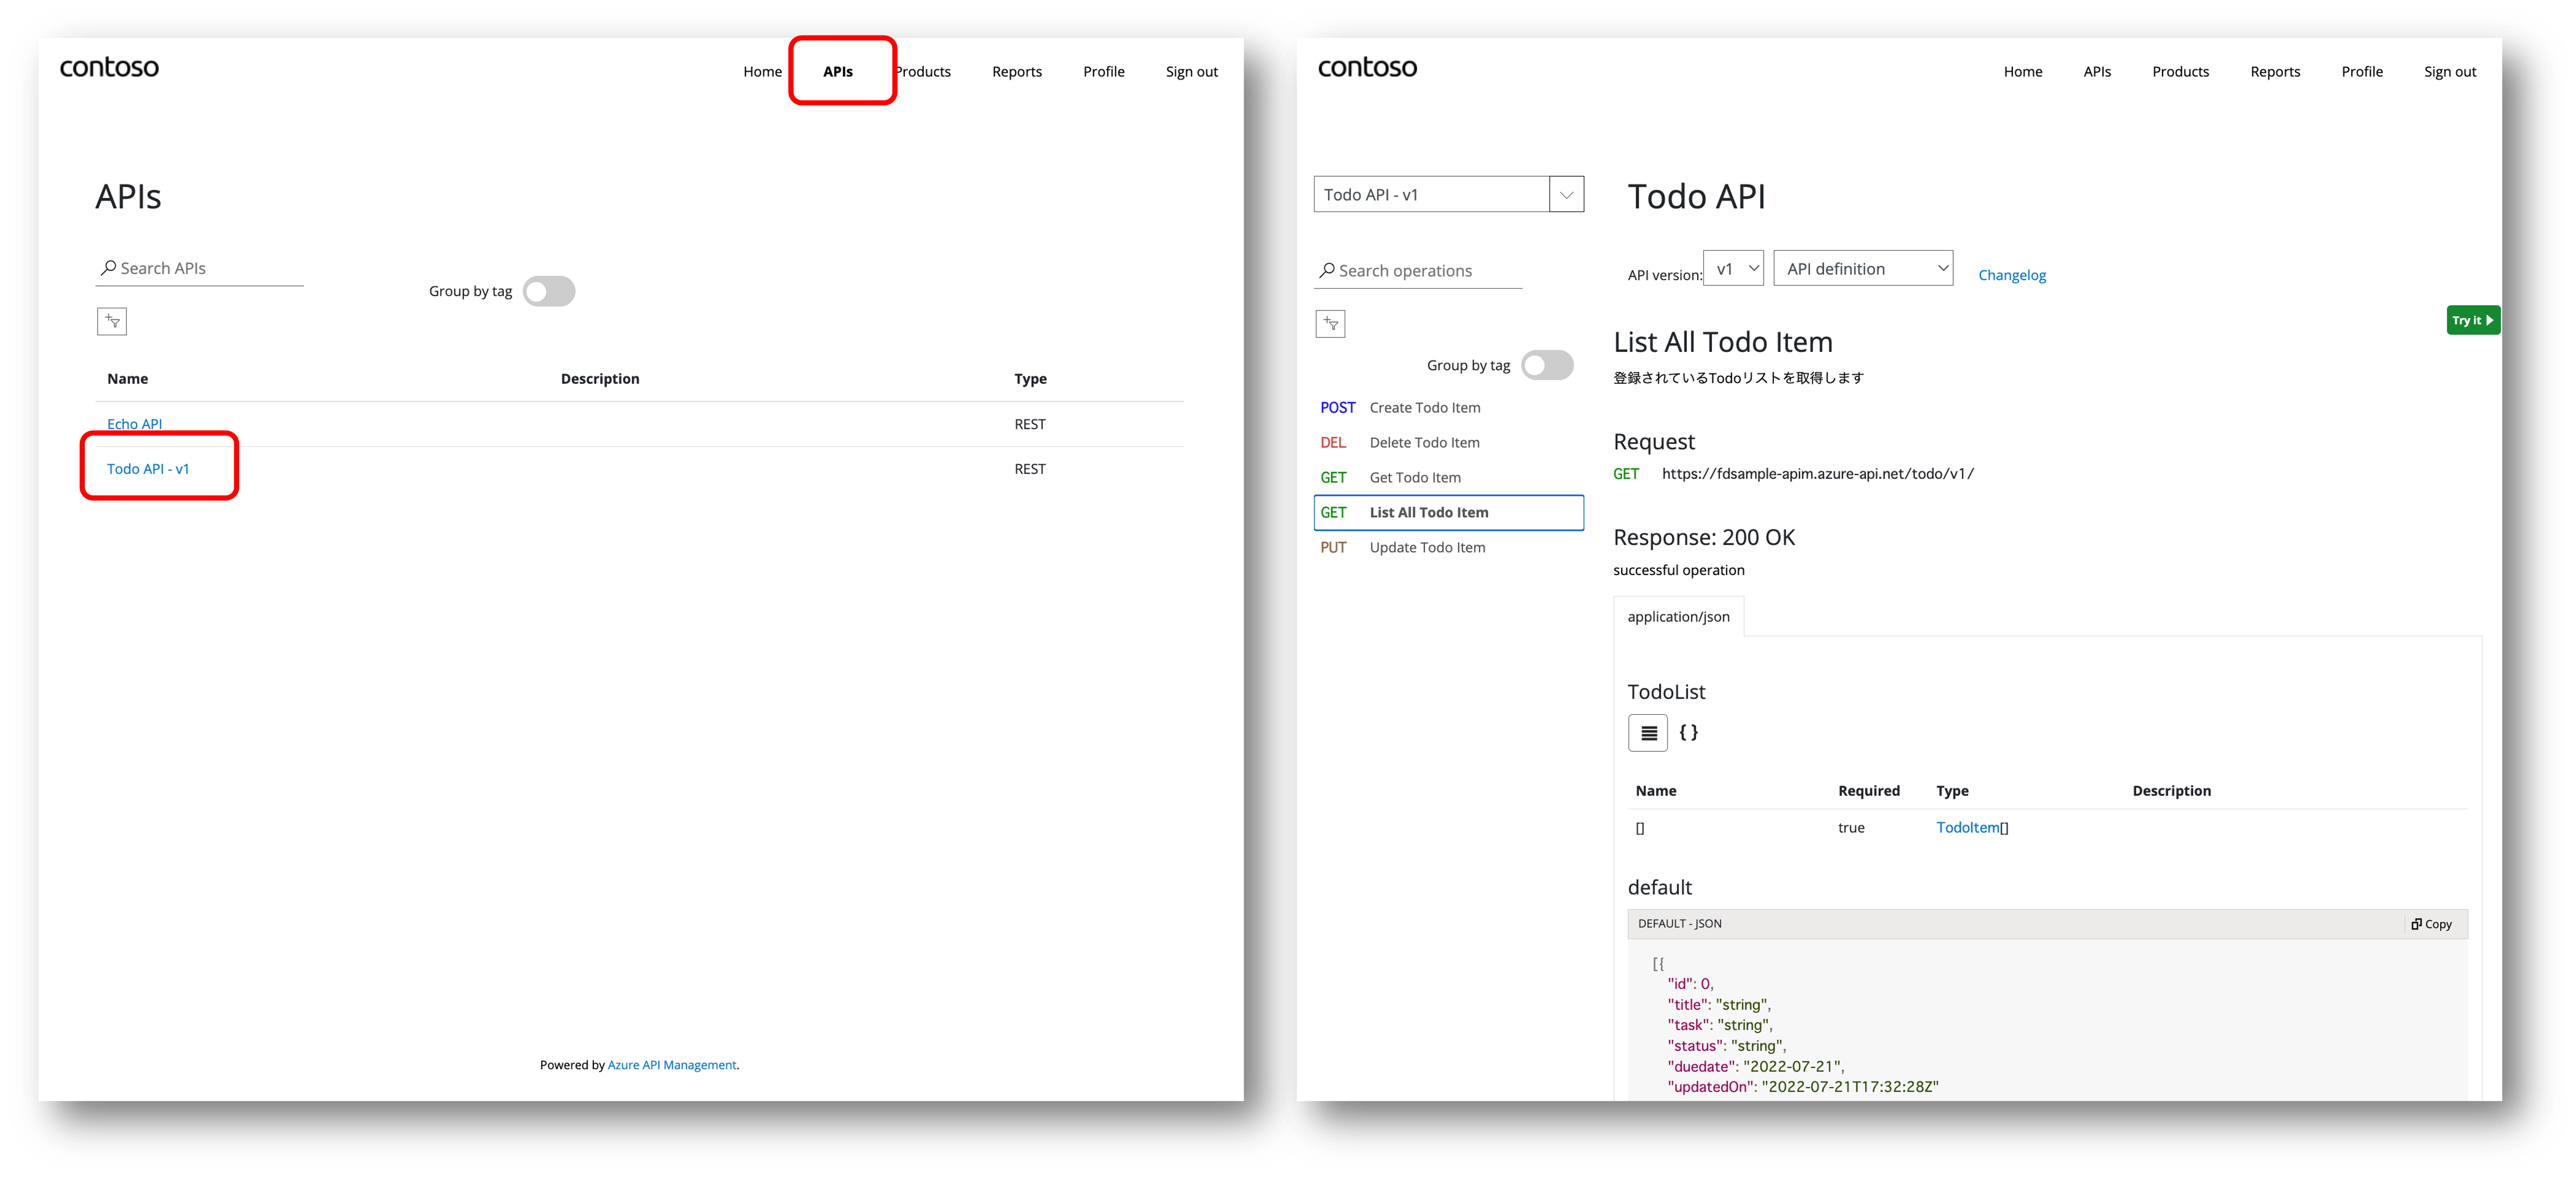 contoso
Home APIs Products Reports Profile Sign out
APIs
Search APIs
Group by tag
Name Description Type
Echo API REST
Todo API - v1 REST
Powered by Azure API Management.
contoso
Home APIs Products Reports Profile Sign out
Todo API - v1
Search operations
Group by tag
POST Create Todo Item
DEL Delete Todo Item
GET Get Todo Item
GET List All Todo Item
PUT Update Todo Item
Todo API
API version: v1 API definition Changelog
Try it
List All Todo Item
登録されているTodoリストを取得します
Request
GET https://fdsample-apim.azure-api.net/todo/v1/
Response: 200 OK
successful operation
application/json
TodoList
{ }
Name Required Type Description
[] true TodoItem[]
default
DEFAULT - JSON Copy
[{
"id": 0,
"title": "string",
"task": "string",
"status": "string",
"duedate": "2022-07-21",
"updatedOn": "2022-07-21T17:32:28Z"